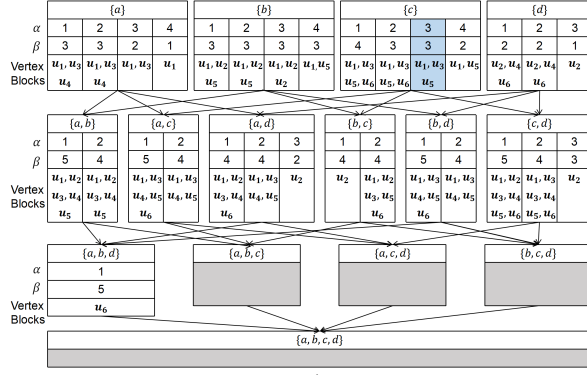 {a} {b} {c} {d}
α 1 2 3 4 1 2 3 4 1 2 3 4 1 2 3
β 3 3 2 1 3 3 3 3 4 3 3 2 2 2 1
Vertex Blocks
u1, u3 u1, u3 u1, u3 u1 u1, u2 u1, u2 u1, u2 u1, u5 u1, u3 u1, u3 u1, u3 u1, u5 u2, u4 u2, u4 u2
u4 u4 u5 u5 u2 u5, u6 u5, u6 u5 u6 u6
{a, b} {a, c} {a, d} {b, c} {b, d} {c, d}
α 1 2 1 2 1 2 3 1 2 1 2 1 2 3
β 5 4 5 4 4 4 2 4 4 5 4 5 4 3
Vertex Blocks
u1, u2 u1, u2 u1, u3 u1, u3 u1, u2 u1, u3 u2 u2 u1, u2 u4, u3 u1, u3 u1, u2 u1, u3 u2
u3, u4 u3, u4 u4, u5 u4, u5 u3, u4 u4, u5 u3, u5 u4, u5 u4, u5 u3, u4 u3, u4
u5 u5 u6 u6 u6 u6 u5, u6 u5, u6
{a, b, d} {a, b, c} {a, c, d} {b, c, d}
α 1
β 5
Vertex Blocks u6
{a, b, c, d}